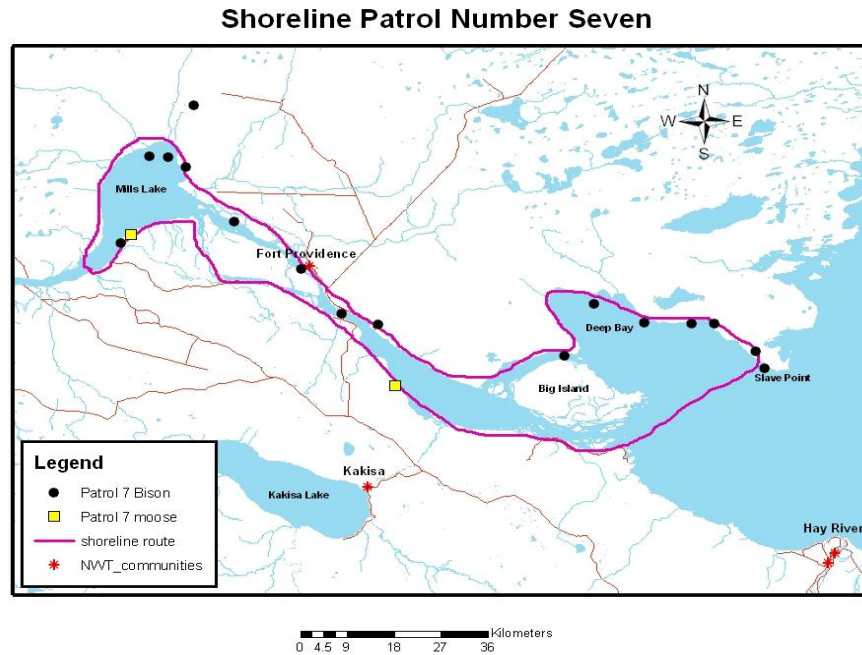 Shoreline Patrol Number Seven
N
W E
S
Mills Lake
Fort Providence
Deep Bay
Slave Point
Big Island
Kakisa
Kakisa Lake
Hay River
Legend
Patrol 7 Bison
Patrol 7 moose
shoreline route
NWT_communities
Kilometers
0 4.5 9 18 27 36